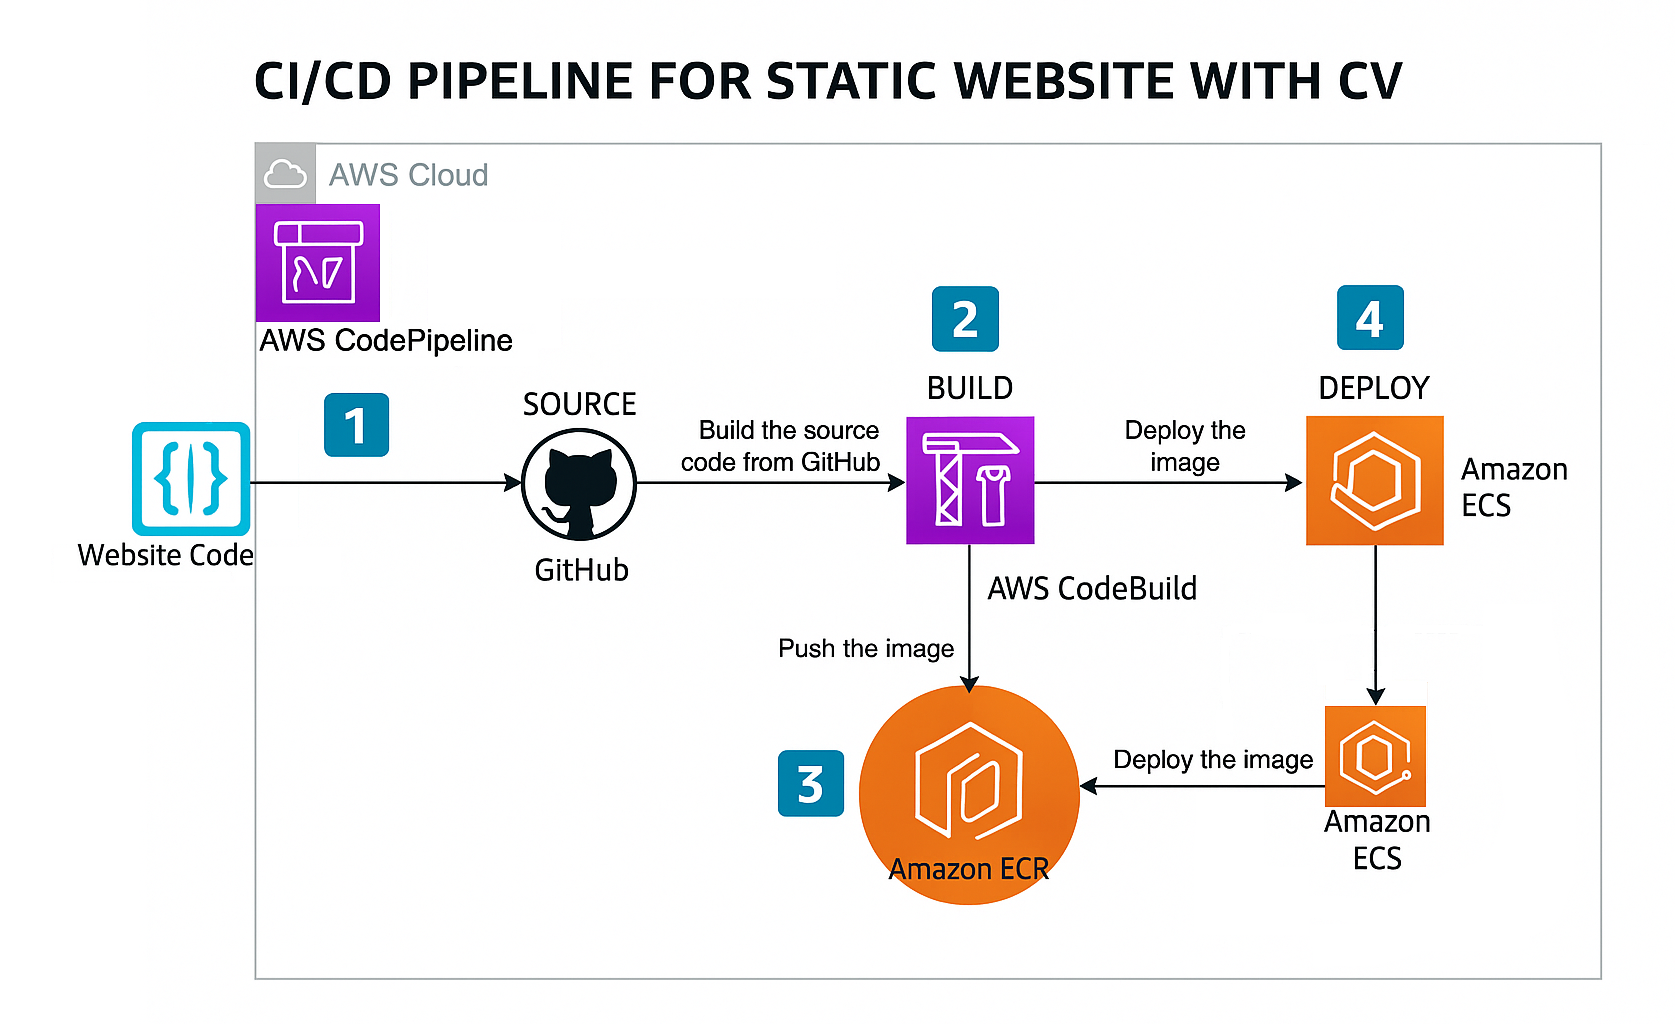 CI/CD PIPELINE FOR STATIC WEBSITE WITH CV
AWS Cloud
AWS CodePipeline
1
Website Code
SOURCE
GitHub
Build the source
code from GitHub
2
BUILD
AWS CodeBuild
Deploy the
image
4
DEPLOY
Amazon
ECS
Push the image
3
Amazon ECR
Deploy the image
Amazon
ECS